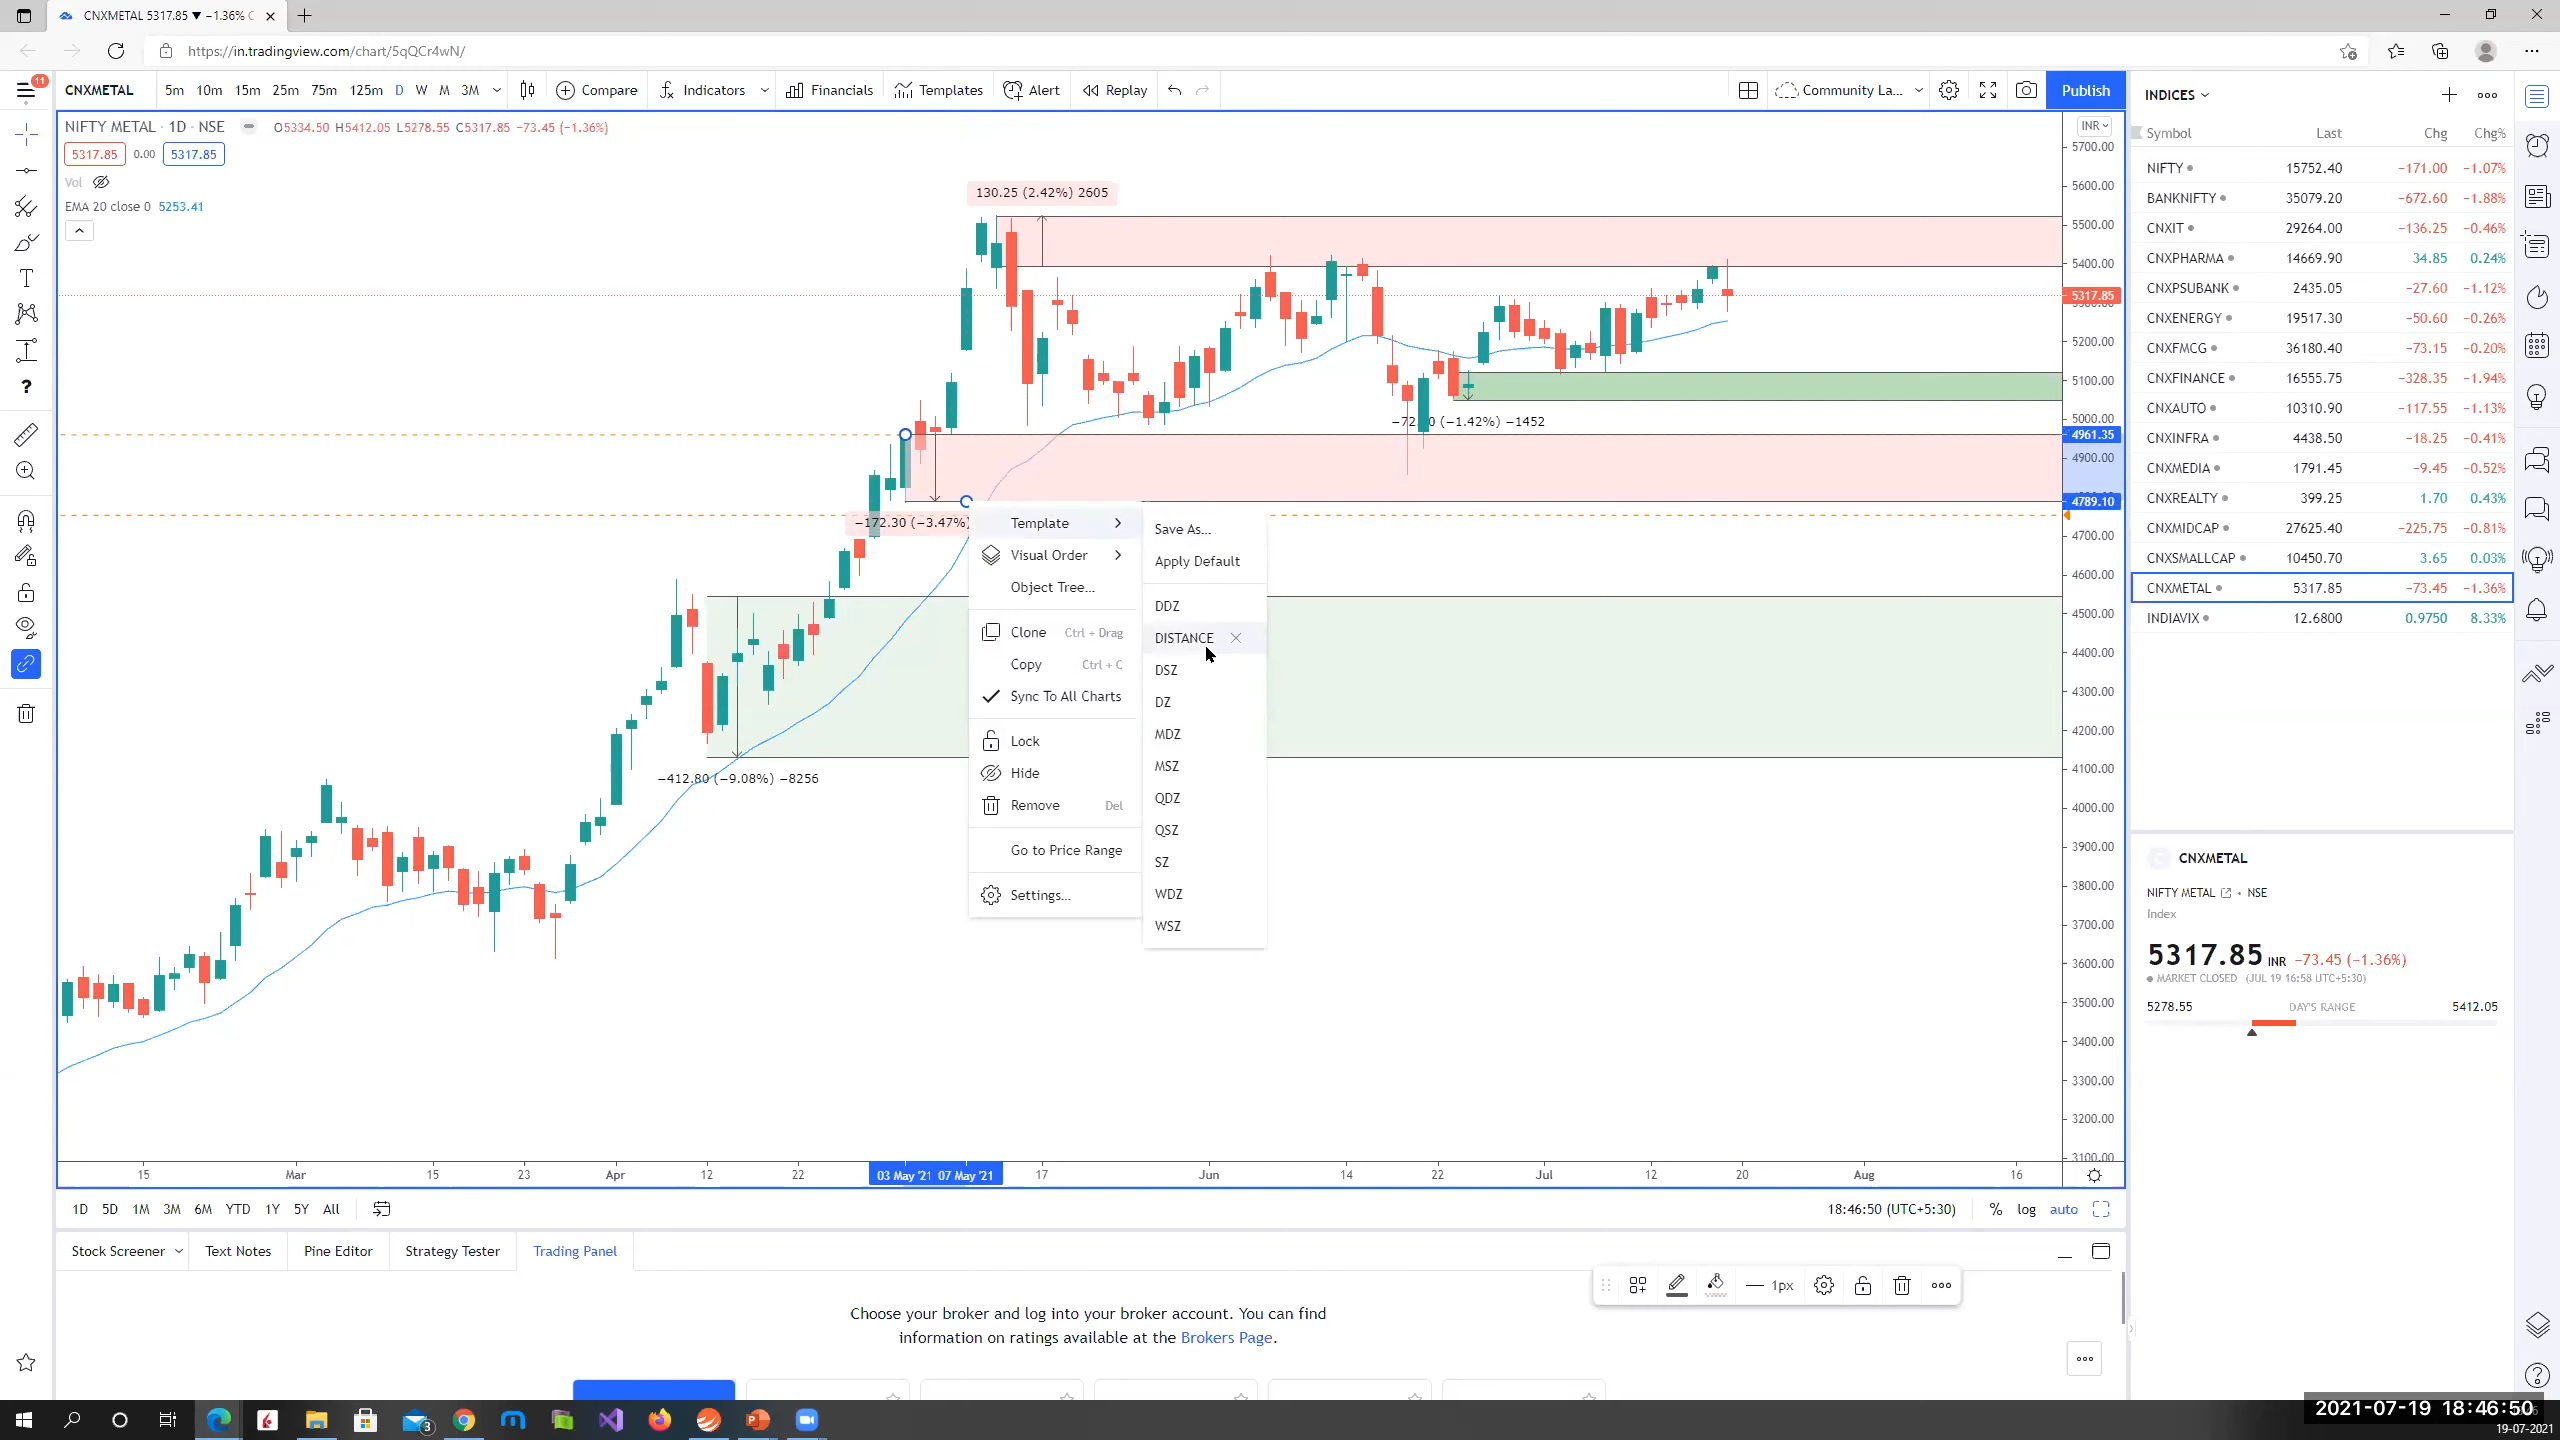 CNXMETAL 5317.85 ▼ −1.36% C
https://in.tradingview.com/chart/5qQCr4wN/
11
CNXMETAL 5m 10m 15m 25m 75m 125m D W M 3M Compare Indicators Financials Templates Alert Replay Community La... Publish
NIFTY METAL · 1D · NSE O5334.50 H5412.05 L5278.55 C5317.85 −73.45 (−1.36%)
5317.85 0.00 5317.85
Vol
EMA 20 close 0 5253.41
130.25 (2.42%) 2605
−72. 0 (−1.42%) −1452
−172.30 (−3.47%)
−412.80 (−9.08%) −8256
INR
5700.00
5600.00
5500.00
5400.00
5317.85
5200.00
5100.00
5000.00
4961.35
4900.00
4789.10
4700.00
4600.00
4500.00
4400.00
4300.00
4200.00
4100.00
4000.00
3900.00
3800.00
3700.00
3600.00
3500.00
3400.00
3300.00
3200.00
3100.00
Template
Visual Order
Object Tree...
Clone Ctrl + Drag
Copy Ctrl + C
Sync To All Charts
Lock
Hide
Remove Del
Go to Price Range
Settings...
Save As...
Apply Default
DDZ
DISTANCE
DSZ
DZ
MDZ
MSZ
QDZ
QSZ
SZ
WDZ
WSZ
15 Mar 15 23 Apr 12 22 03 May '21 07 May '21 17 Jun 14 22 Jul 12 20 Aug 16
1D 5D 1M 3M 6M YTD 1Y 5Y All 18:46:50 (UTC+5:30) % log auto
Stock Screener Text Notes Pine Editor Strategy Tester Trading Panel
1px
Choose your broker and log into your broker account. You can find
information on ratings available at the Brokers Page.
INDICES
Symbol Last Chg Chg%
NIFTY 15752.40 −171.00 −1.07%
BANKNIFTY 35079.20 −672.60 −1.88%
CNXIT 29264.00 −136.25 −0.46%
CNXPHARMA 14669.90 34.85 0.24%
CNXPSUBANK 2435.05 −27.60 −1.12%
CNXENERGY 19517.30 −50.60 −0.26%
CNXFMCG 36180.40 −73.15 −0.20%
CNXFINANCE 16555.75 −328.35 −1.94%
CNXAUTO 10310.90 −117.55 −1.13%
CNXINFRA 4438.50 −18.25 −0.41%
CNXMEDIA 1791.45 −9.45 −0.52%
CNXREALTY 399.25 1.70 0.43%
CNXMIDCAP 27625.40 −225.75 −0.81%
CNXSMALLCAP 10450.70 3.65 0.03%
CNXMETAL 5317.85 −73.45 −1.36%
INDIAVIX 12.6800 0.9750 8.33%
CNXMETAL
NIFTY METAL · NSE
Index
5317.85 INR −73.45 (−1.36%)
MARKET CLOSED (JUL 19 16:58 UTC+5:30)
5278.55 DAY'S RANGE 5412.05
3
2021-07-19 18:46:50
19-07-2021